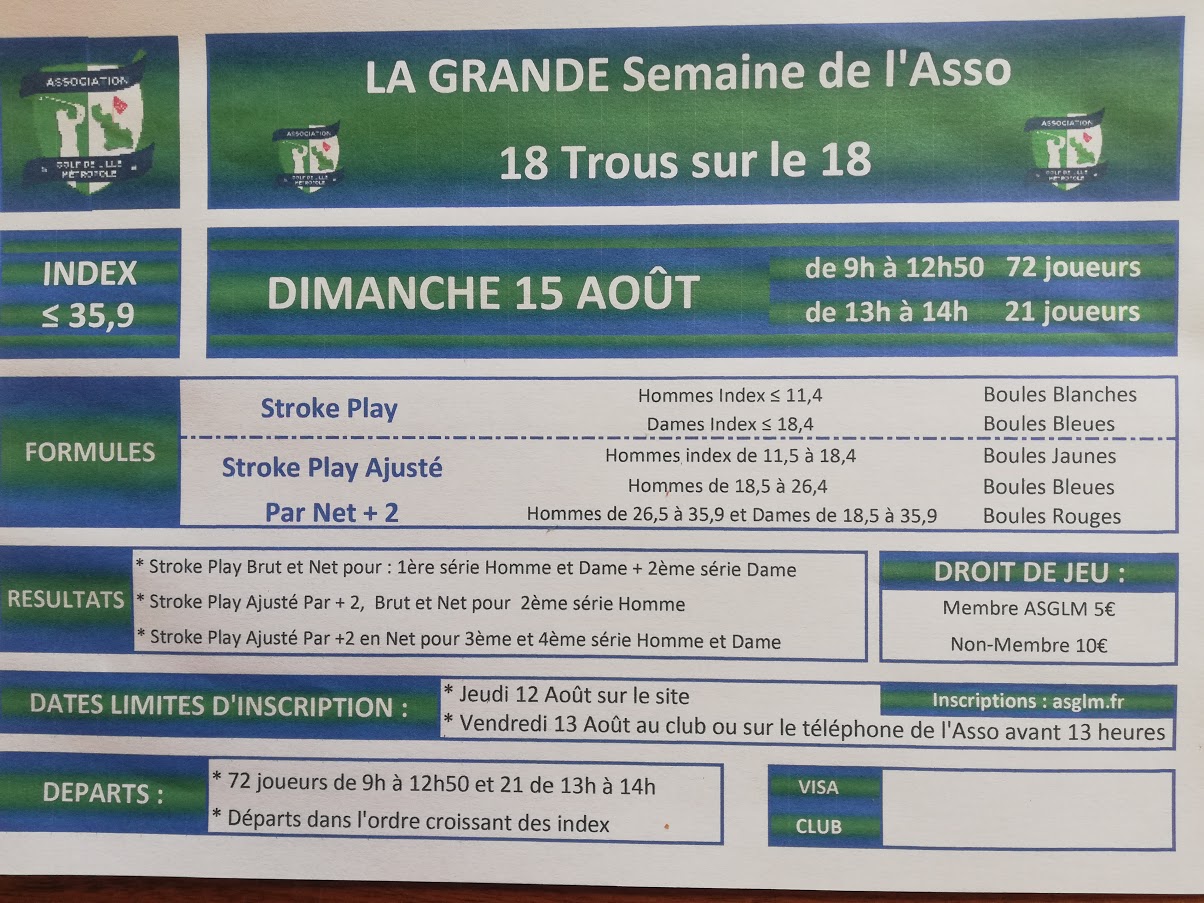 ASSOCIATION
GOLF DE LILLE
MÉTROPOLE
LA GRANDE Semaine de l'Asso
18 Trous sur le 18
ASSOCIATION
GOLF DE LILLE
MÉTROPOLE
ASSOCIATION
GOLF DE LILLE
MÉTROPOLE
INDEX
≤ 35,9
DIMANCHE 15 AOÛT
de 9h à 12h50 72 joueurs
de 13h à 14h 21 joueurs
FORMULES
Stroke Play
Hommes Index ≤ 11,4 Boules Blanches
Dames Index ≤ 18,4 Boules Bleues
Stroke Play Ajusté
Par Net + 2
Hommes index de 11,5 à 18,4 Boules Jaunes
Hommes de 18,5 à 26,4 Boules Bleues
Hommes de 26,5 à 35,9 et Dames de 18,5 à 35,9 Boules Rouges
RESULTATS
* Stroke Play Brut et Net pour : 1ère série Homme et Dame + 2ème série Dame
* Stroke Play Ajusté Par + 2, Brut et Net pour 2ème série Homme
* Stroke Play Ajusté Par +2 en Net pour 3ème et 4ème série Homme et Dame
DROIT DE JEU :
Membre ASGLM 5€
Non-Membre 10€
DATES LIMITES D'INSCRIPTION :
* Jeudi 12 Août sur le site
Inscriptions : asglm.fr
* Vendredi 13 Août au club ou sur le téléphone de l'Asso avant 13 heures
DEPARTS :
* 72 joueurs de 9h à 12h50 et 21 de 13h à 14h
* Départs dans l'ordre croissant des index
VISA
CLUB